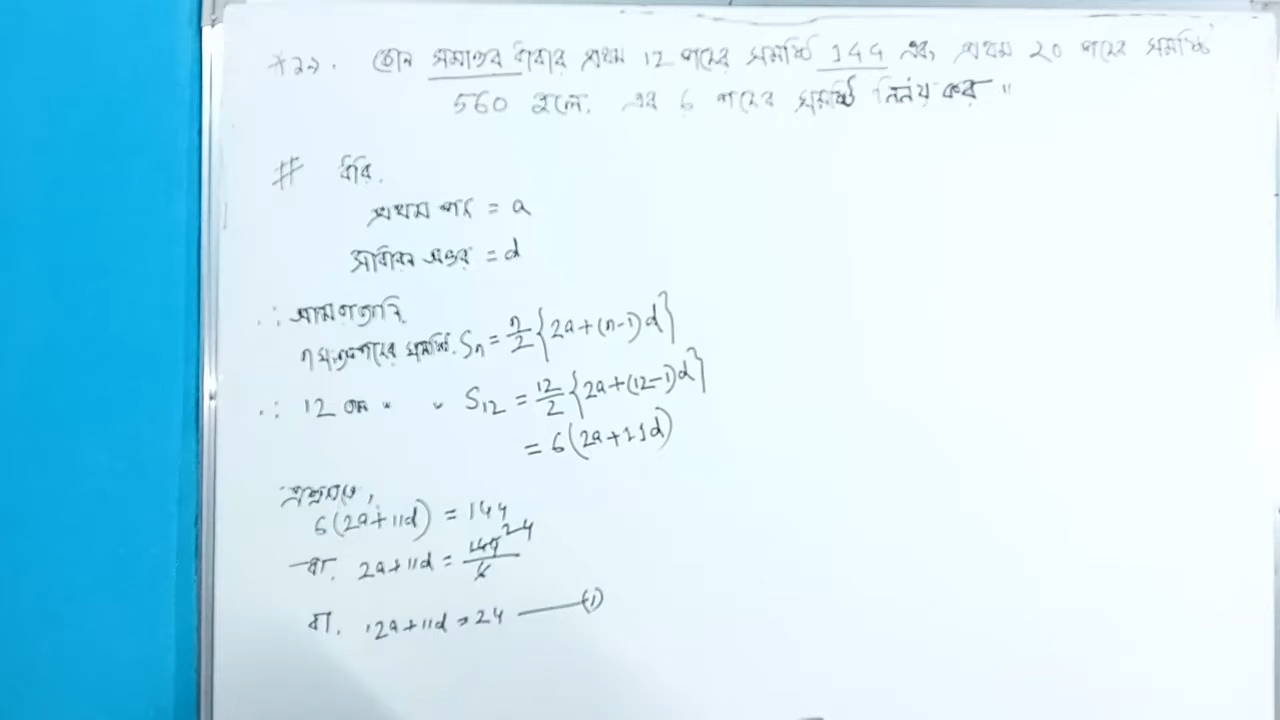 * ১৯. কোন সমান্তর ধারার প্রথম 12 পদের সমষ্টি 144 এবং প্রথম 20 পদের সমষ্টি
560 হলে, এর 6 পদের সমষ্টি নির্ণয় কর॥
# ধরি,
প্রথম পদ = a
সাধারণ অন্তর = d
∴ আমরা জানি,
n সংখ্যক পদের সমষ্টি, Sn = n/2 {2a+(n-1)d}
∴ 12 তম " " S12 = 12/2 {2a+(12-1)d}
= 6(2a+11d)
প্রশ্নমতে,
6(2a+11d) = 144
বা, 2a+11d = 144/6 24
বা, 2a+11d = 24 —— (i)